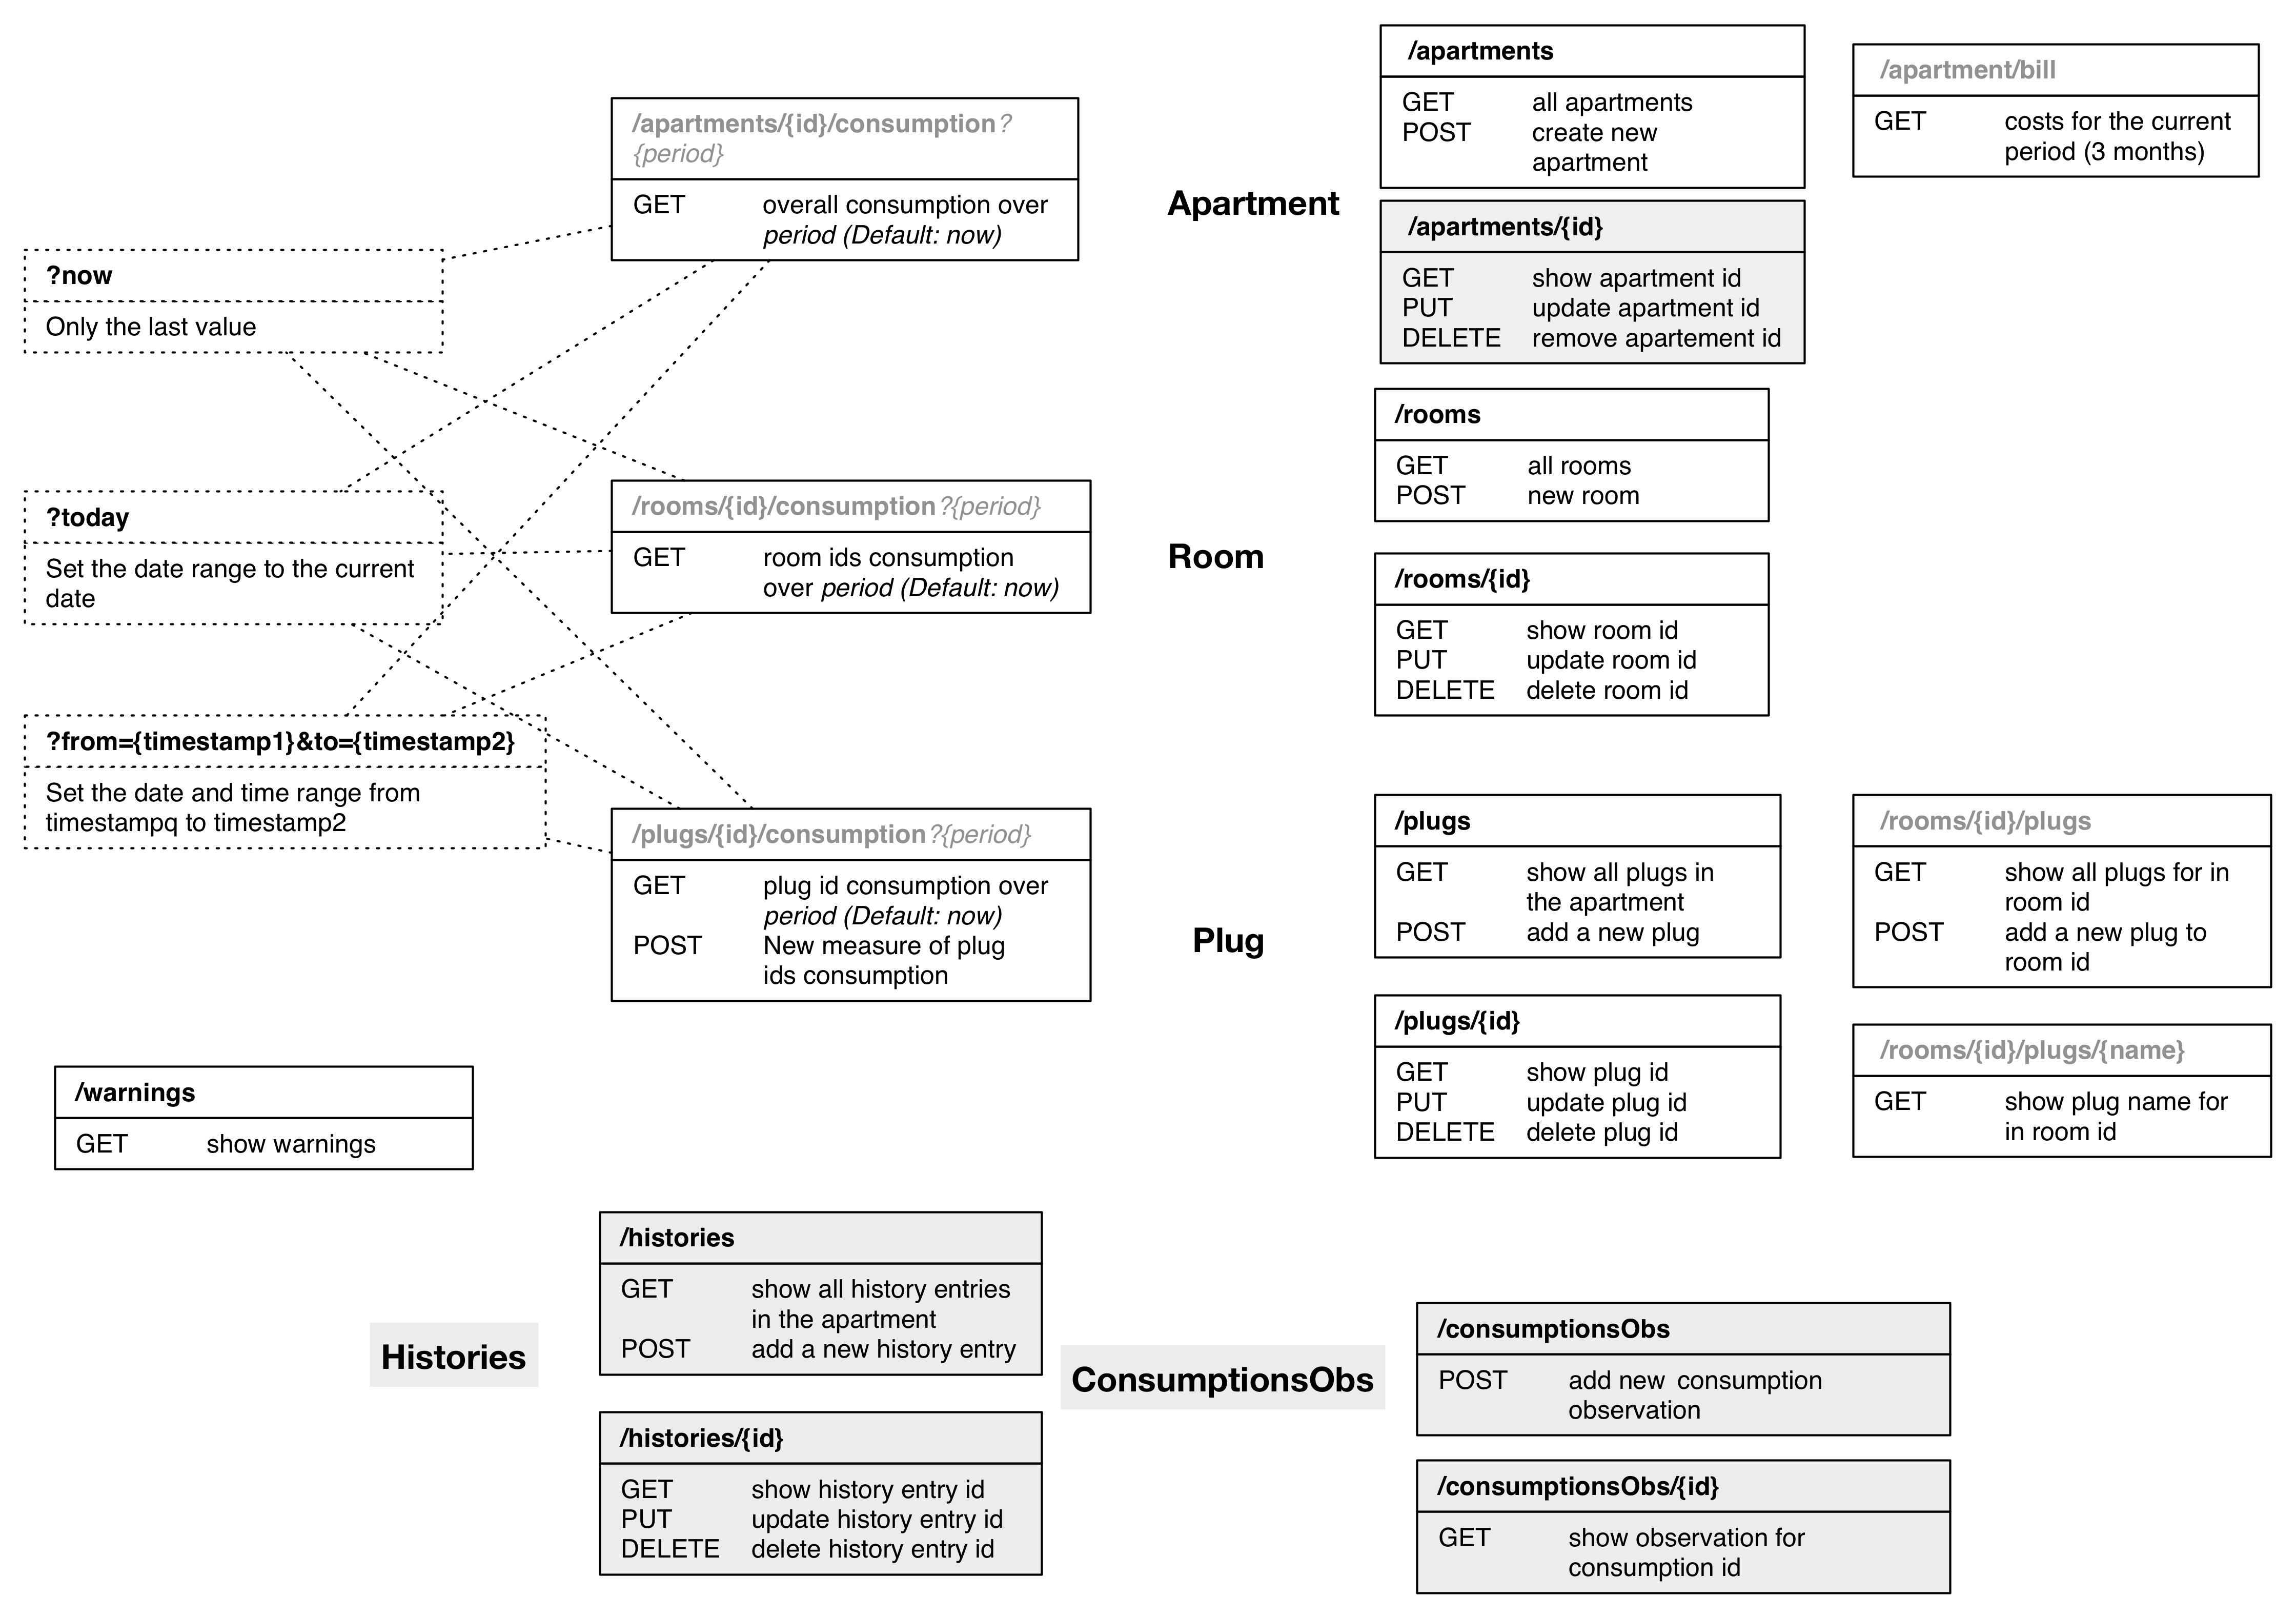 /apartments
GET all apartments
POST create new
apartment
/apartment/bill
GET costs for the current
period (3 months)
/apartments/{id}/consumption?
{period}
GET overall consumption over
period (Default: now)
Apartment
/apartments/{id}
GET show apartment id
PUT update apartment id
DELETE remove apartement id
?now
Only the last value
/rooms
GET all rooms
POST new room
?today
Set the date range to the current
date
/rooms/{id}/consumption?{period}
GET room ids consumption
over period (Default: now)
Room
/rooms/{id}
GET show room id
PUT update room id
DELETE delete room id
?from={timestamp1}&to={timestamp2}
Set the date and time range from
timestampq to timestamp2
/plugs/{id}/consumption?{period}
GET plug id consumption over
period (Default: now)
POST New measure of plug
ids consumption
Plug
/plugs
GET show all plugs in
the apartment
POST add a new plug
/rooms/{id}/plugs
GET show all plugs for in
room id
POST add a new plug to
room id
/plugs/{id}
GET show plug id
PUT update plug id
DELETE delete plug id
/rooms/{id}/plugs/{name}
GET show plug name for
in room id
/warnings
GET show warnings
Histories
/histories
GET show all history entries
in the apartment
POST add a new history entry
/histories/{id}
GET show history entry id
PUT update history entry id
DELETE delete history entry id
ConsumptionsObs
/consumptionsObs
POST add new consumption
observation
/consumptionsObs/{id}
GET show observation for
consumption id